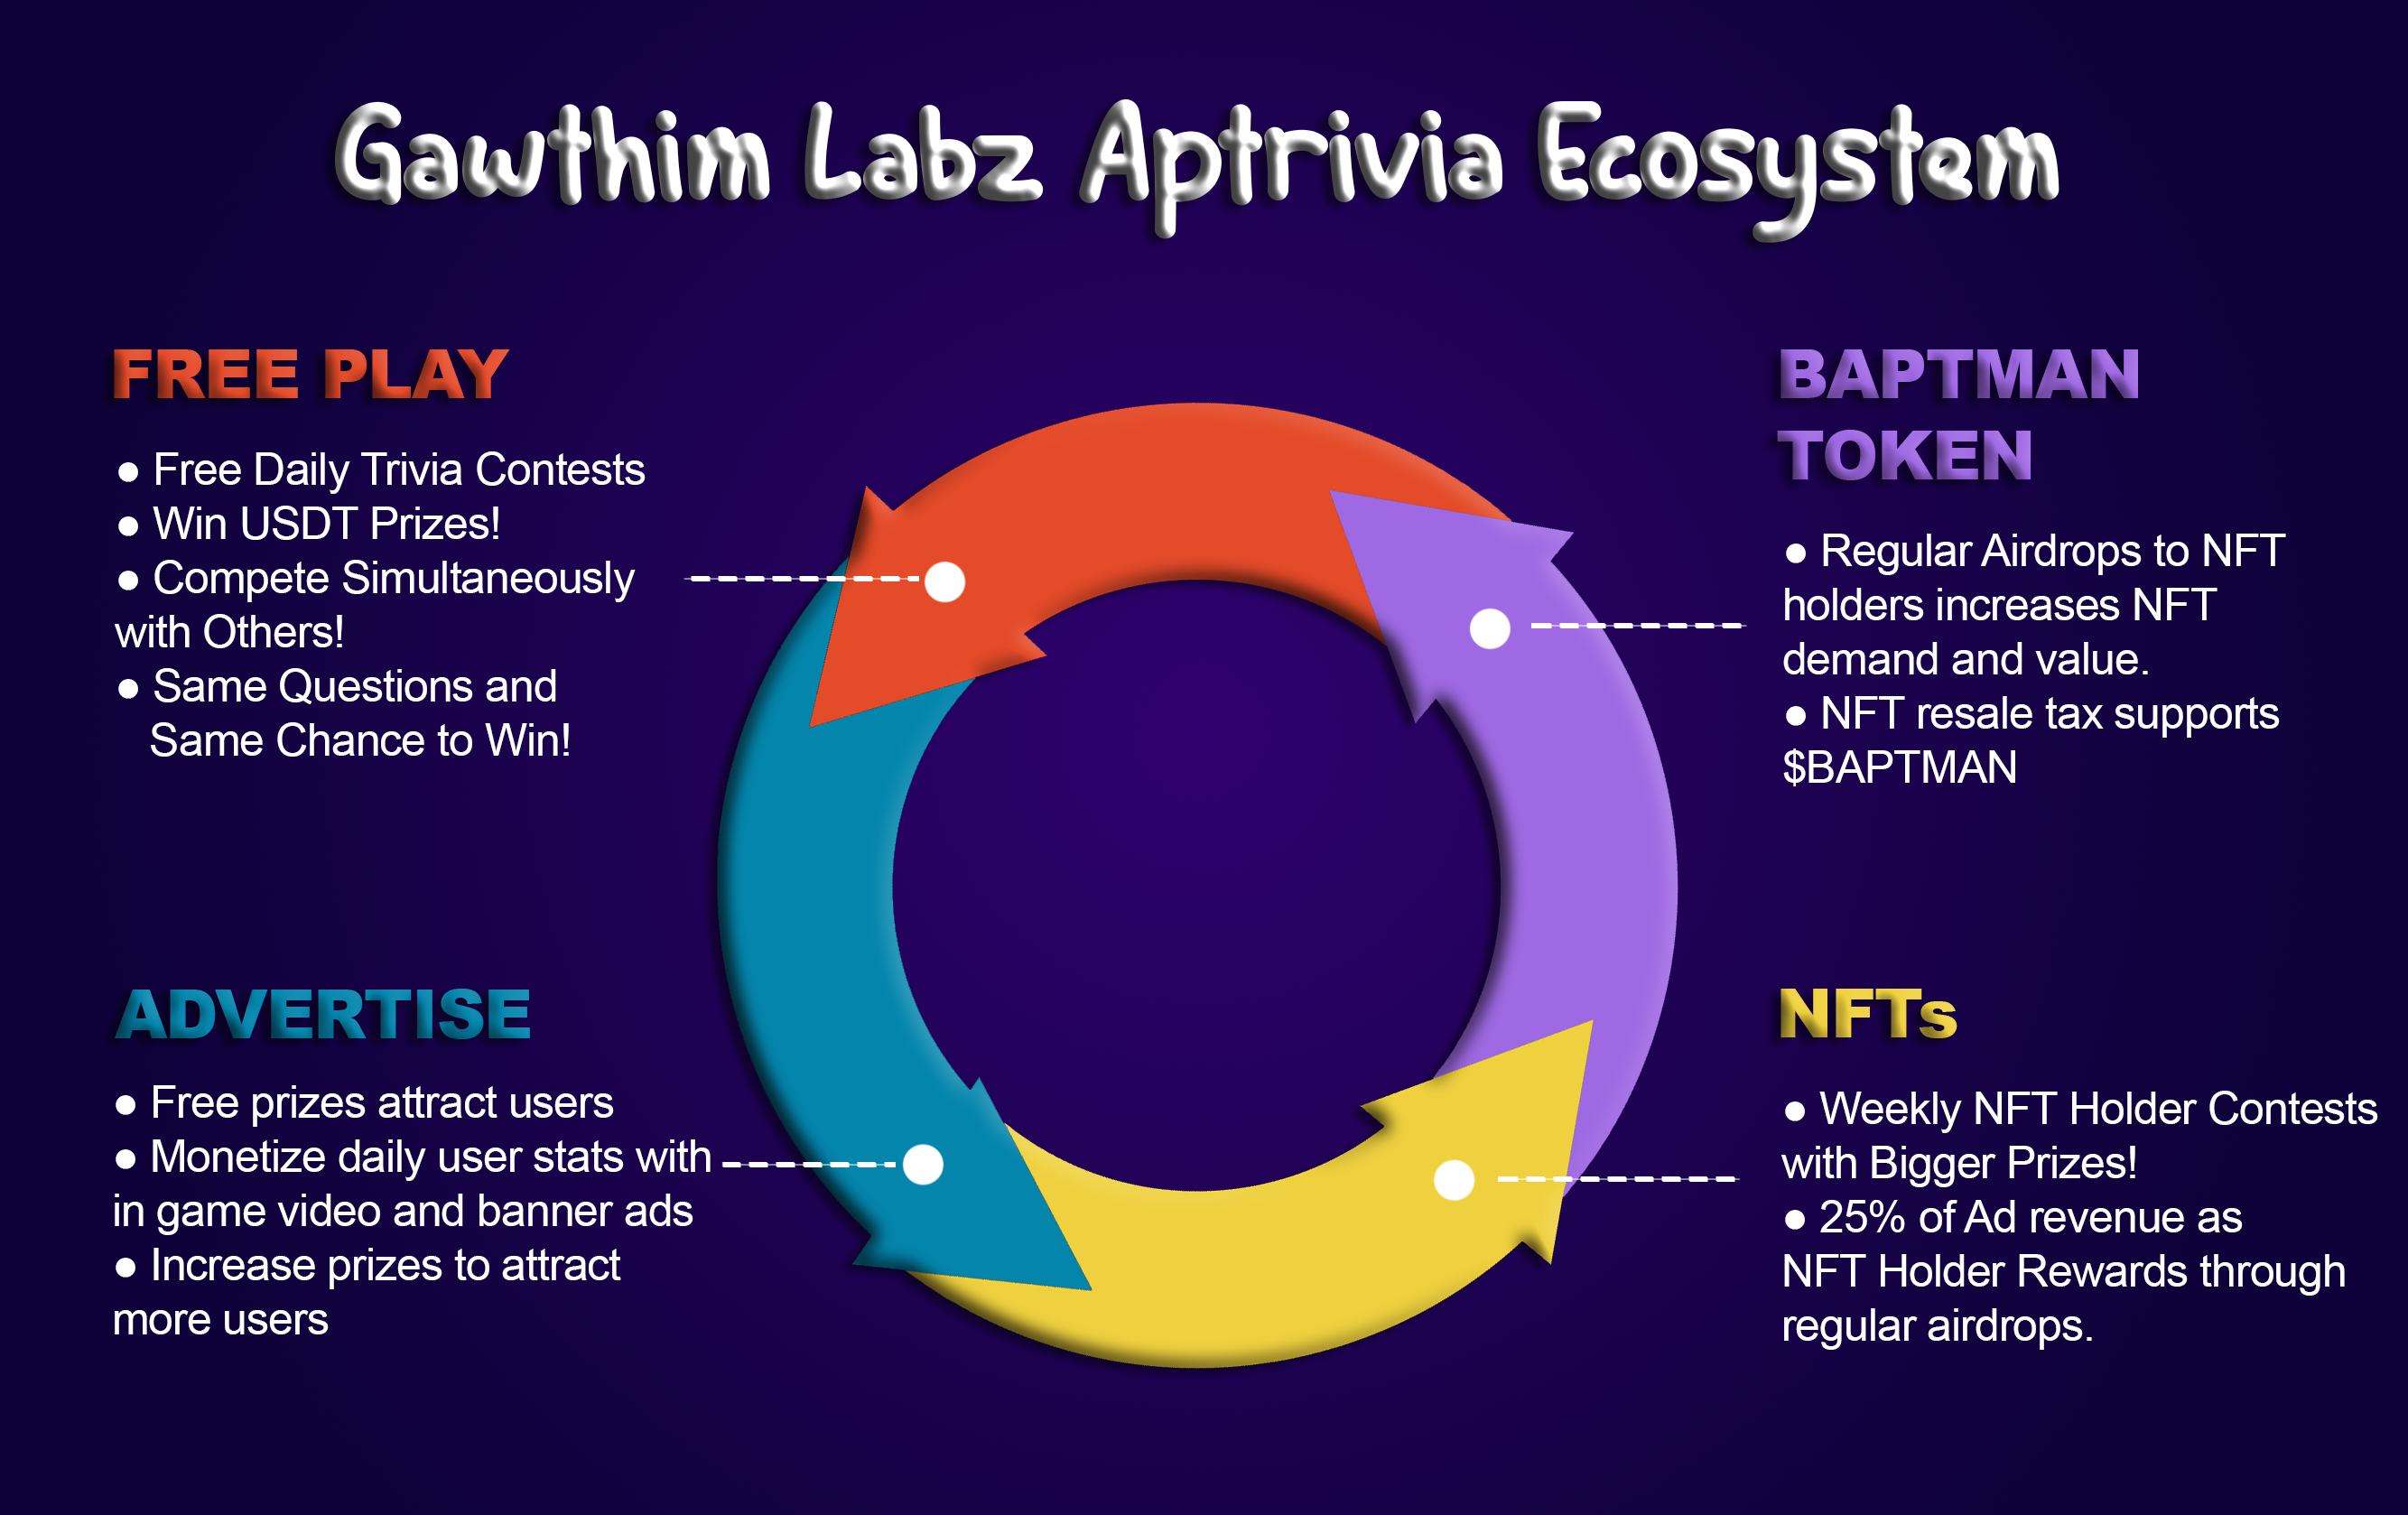 Gawthim Labz Aptrivia Ecosystem
FREE PLAY
● Free Daily Trivia Contests
● Win USDT Prizes!
● Compete Simultaneously
with Others!
● Same Questions and
Same Chance to Win!
BAPTMAN
TOKEN
● Regular Airdrops to NFT
holders increases NFT
demand and value.
● NFT resale tax supports
$BAPTMAN
ADVERTISE
● Free prizes attract users
● Monetize daily user stats with
in game video and banner ads
● Increase prizes to attract
more users
NFTs
● Weekly NFT Holder Contests
with Bigger Prizes!
● 25% of Ad revenue as
NFT Holder Rewards through
regular airdrops.